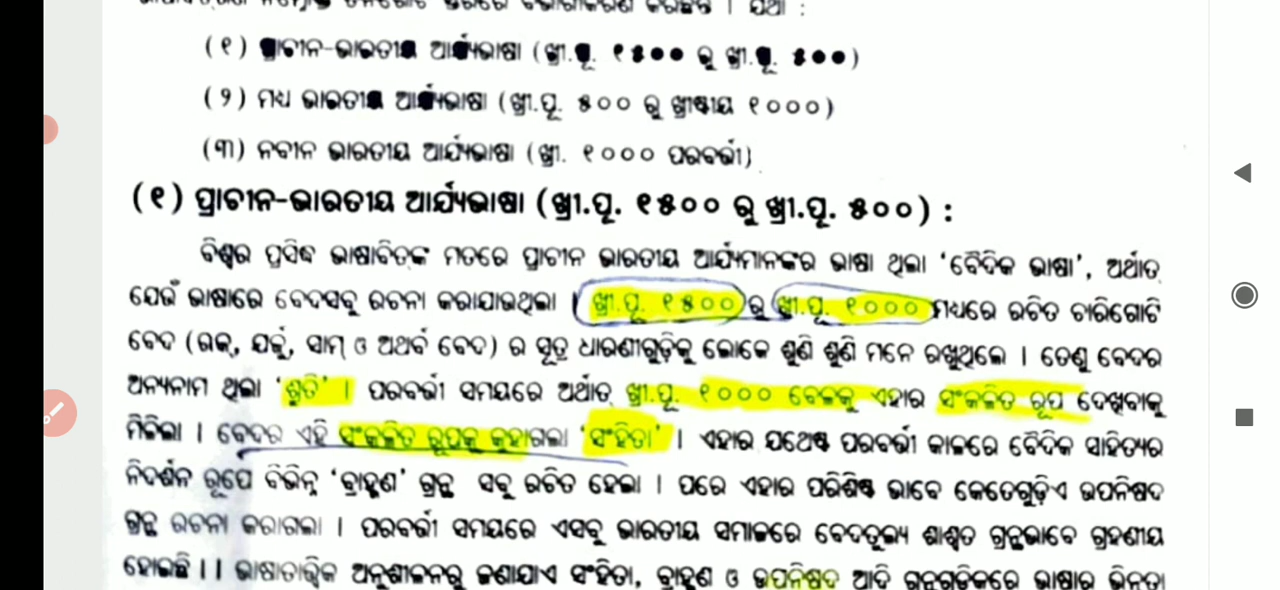 (୧) ପ୍ରାଚୀନ-ଭାରତୀୟ ଆର୍ଯ୍ୟଭାଷା (ଖ୍ରୀ.ପୂ. ୧୫୦୦ ରୁ ଖ୍ରୀ.ପୂ. ୫୦୦)
(୨) ମଧ୍ୟ ଭାରତୀୟ ଆର୍ଯ୍ୟଭାଷା (ଖ୍ରୀ.ପୂ. ୫୦୦ ରୁ ଖ୍ରୀଷ୍ଟୀୟ ୧୦୦୦)
(୩) ନବୀନ ଭାରତୀୟ ଆର୍ଯ୍ୟଭାଷା (ଖ୍ରୀ. ୧୦୦୦ ପରବର୍ତ୍ତୀ)
(୧) ପ୍ରାଚୀନ-ଭାରତୀୟ ଆର୍ଯ୍ୟଭାଷା (ଖ୍ରୀ.ପୂ. ୧୫୦୦ ରୁ ଖ୍ରୀ.ପୂ. ୫୦୦) :
ବିଶ୍ୱର ପ୍ରସିଦ୍ଧ ଭାଷାବିତ୍‌ଙ୍କ ମତରେ ପ୍ରାଚୀନ ଭାରତୀୟ ଆର୍ଯ୍ୟମାନଙ୍କର ଭାଷା ଥିଲା ‘ବୈଦିକ ଭାଷା’, ଅର୍ଥାତ୍
ଯେଉଁ ଭାଷାରେ ବେଦସବୁ ରଚନା କରାଯାଉଥିଲା । ଖ୍ରୀ.ପୂ. ୧୫୦୦ ରୁ ଖ୍ରୀ.ପୂ. ୧୦୦୦ ମଧ୍ୟରେ ରଚିତ ଚାରିଗୋଟି
ବେଦ (ଋକ୍, ଯଜୁଃ, ସାମ୍ ଓ ଅଥର୍ବ ବେଦ) ର ସୂତ୍ର ଧାରଣୀଗୁଡ଼ିକୁ ଲୋକେ ଶୁଣି ଶୁଣି ମନେ ରଖୁଥିଲେ । ତେଣୁ ବେଦର
ଅନ୍ୟନାମ ଥିଲା ‘ଶ୍ରୁତି’ । ପରବର୍ତ୍ତୀ ସମୟରେ ଅର୍ଥାତ୍ ଖ୍ରୀ.ପୂ. ୧୦୦୦ ବେଳକୁ ଏହାର ସଂକଳିତ ରୂପ ଦେଖିବାକୁ
ମିଳିଲା । ବେଦର ଏହି ସଂକଳିତ ରୂପକୁ କୁହାଗଲା ‘ସଂହିତା’ । ଏହାର ଯଥେଷ୍ଟ ପରବର୍ତ୍ତୀ କାଳରେ ବୈଦିକ ସାହିତ୍ୟର
ନିଦର୍ଶନ ରୂପେ ବିଭିନ୍ନ ‘ବ୍ରାହ୍ମଣ’ ଗ୍ରନ୍ଥ ସବୁ ରଚିତ ହେଲା । ପରେ ଏହାର ପରିଶିଷ୍ଟ ଭାବେ କେତେଗୁଡ଼ିଏ ଉପନିଷଦ
ଗ୍ରନ୍ଥ ରଚନା କରାଗଲା । ପରବର୍ତ୍ତୀ ସମୟରେ ଏସବୁ ଭାରତୀୟ ସମାଜରେ ବେଦତୁଲ୍ୟ ଶାଶ୍ୱତ ଗ୍ରନ୍ଥଭାବେ ଗ୍ରହଣୀୟ
ହୋଇଛି ।। ଭାଷାତାତ୍ତ୍ୱିକ ଅନୁଶୀଳନରୁ ଜଣାଯାଏ ସଂହିତା, ବ୍ରାହ୍ମଣ ଓ ଉପନିଷଦ ଆଦି ଗ୍ରନ୍ଥଗୁଡ଼ିକରେ ଭାଷାର ଭିନ୍ନତା